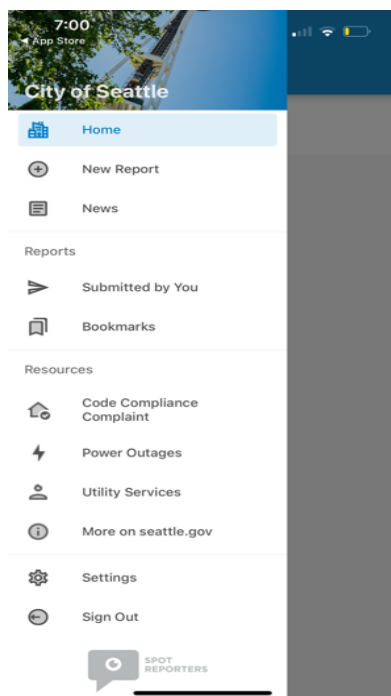 7:00
◀ App Store
City of Seattle
Home
New Report
News
Reports
Submitted by You
Bookmarks
Resources
Code Compliance
Complaint
Power Outages
Utility Services
More on seattle.gov
Settings
Sign Out
SPOT
REPORTERS